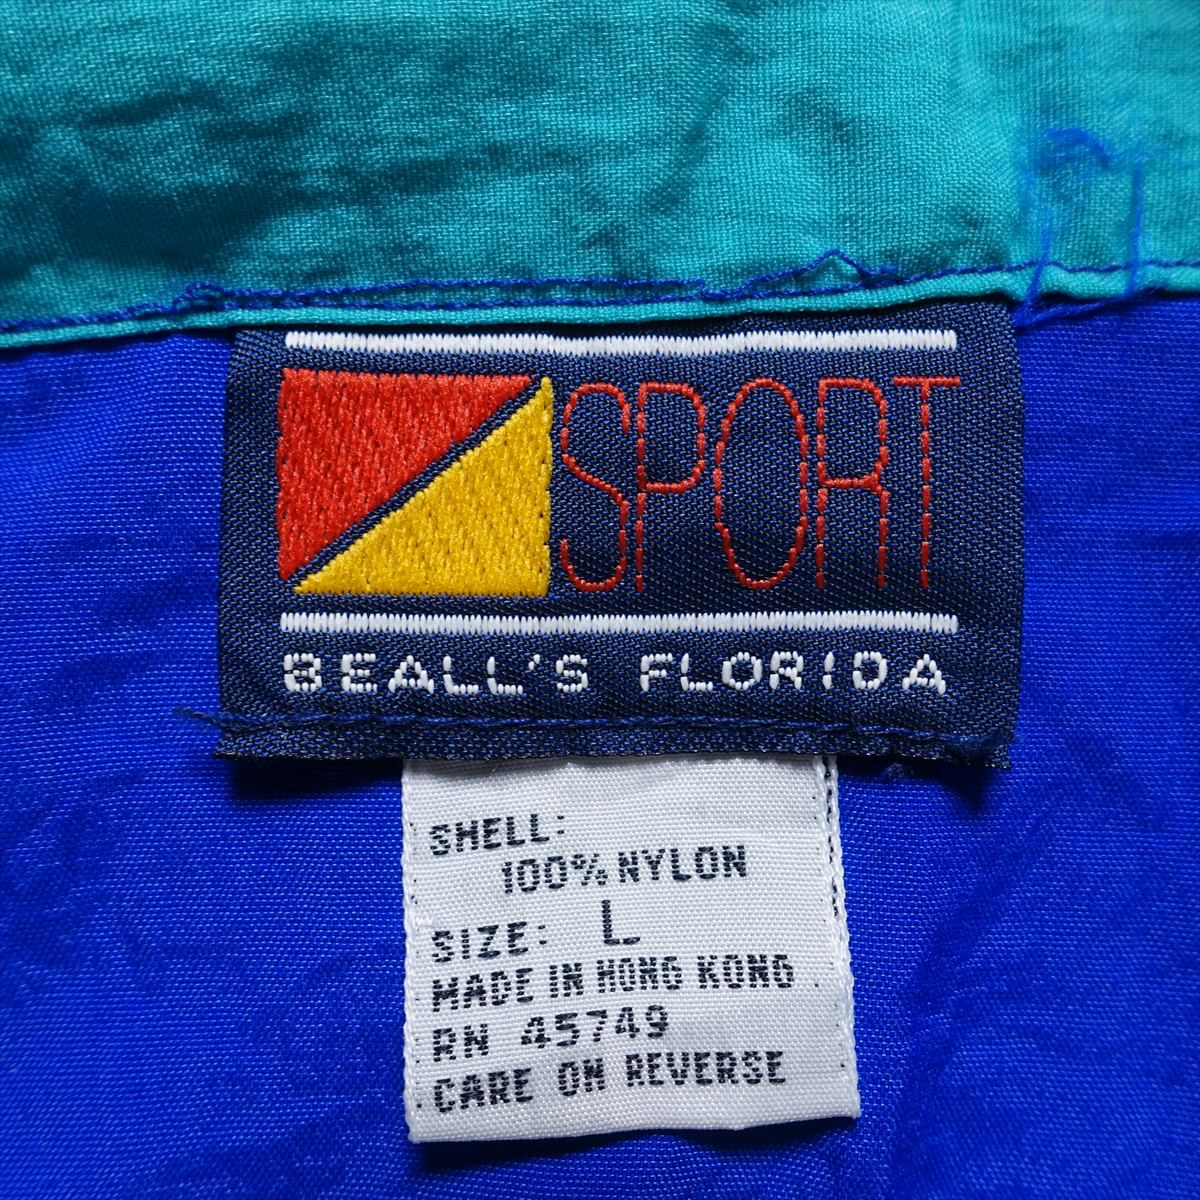 SPORT
BEALL'S FLORIDA
SHELL:
100% NYLON
SIZE: L
MADE IN HONG KONG
RN 45749
CARE ON REVERSE